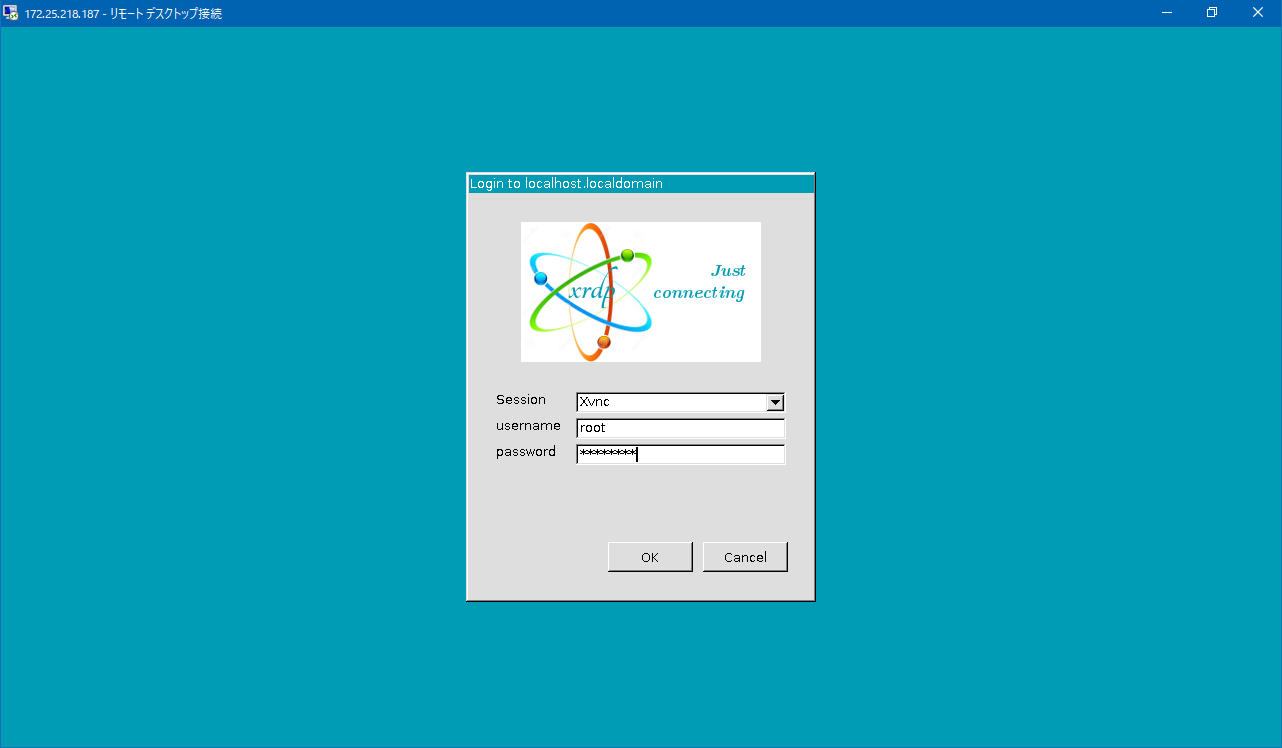 172.25.218.187 - リモート デスクトップ接続
Login to localhost.localdomain
xrdp
Just
connecting
Session
Xvnc
username
root
password
********
OK
Cancel